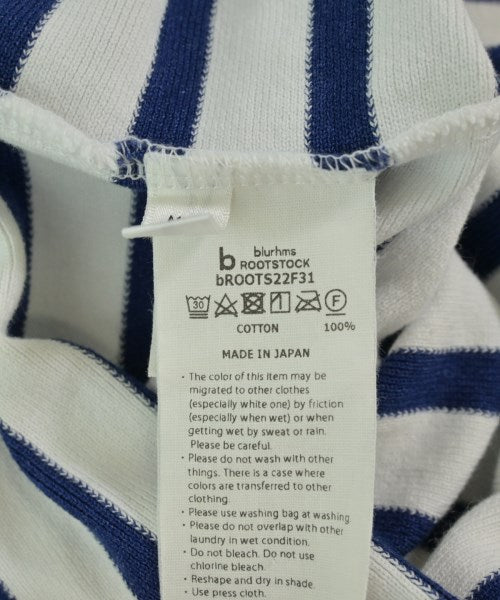 b blurhms
ROOTSTOCK
bROOTS22F31
30 F
COTTON 100%
MADE IN JAPAN
• The color of this item may be
migrated to other clothes
(especially white one) by friction
(especially when wet) or when
getting wet by sweat or rain.
Please be careful.
• Please do not wash with other
things. There is a case where
colors are transferred to other
clothing.
• Please use washing bag at washing.
• Please do not overlap with other
laundry in wet condition.
• Do not bleach. Do not use
chlorine bleach.
• Reshape and dry in shade.
• Use press cloth.